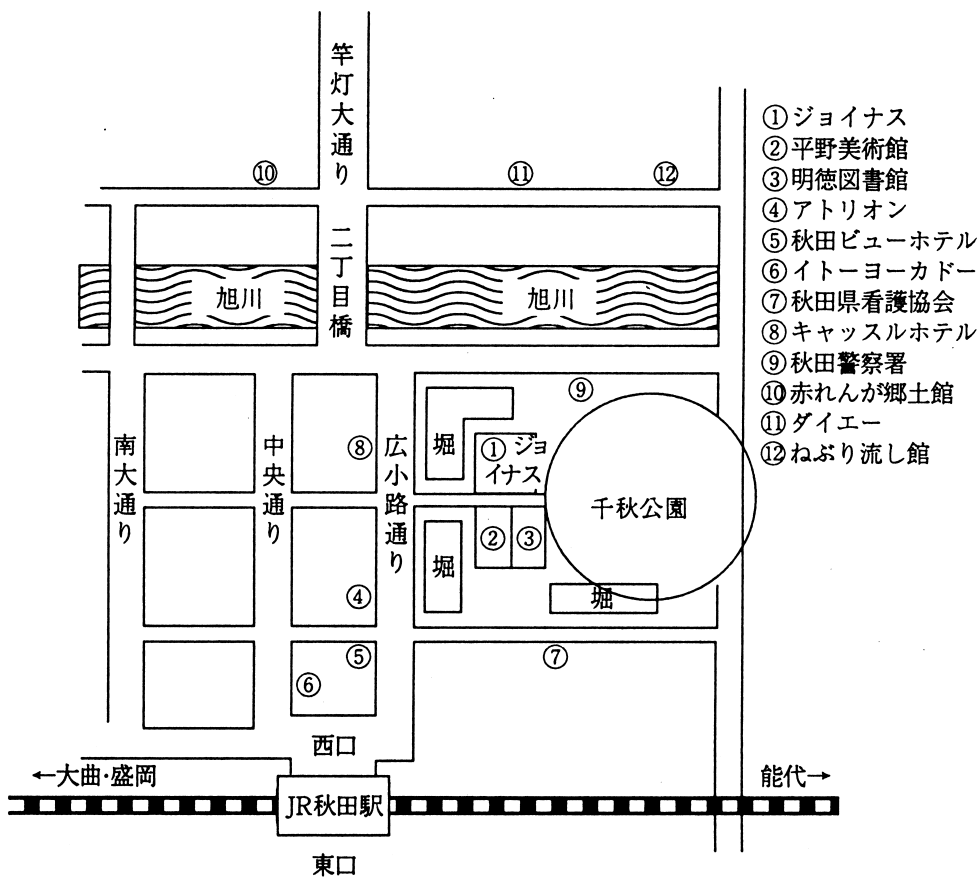 竿灯大通り
①ジョイナス
②平野美術館
③明徳図書館
④アトリオン
⑤秋田ビューホテル
⑥イトーヨーカドー
⑦秋田県看護協会
⑧キャッスルホテル
⑨秋田警察署
⑩赤れんが郷土館
⑪ダイエー
⑫ねぶり流し館
⑩
⑪
⑫
二丁目橋
旭川
旭川
南大通り
中央通り
⑧
広小路通り
堀
①ジョ
イナス
⑨
千秋公園
②
③
堀
堀
④
⑤
⑥
⑦
西口
←大曲・盛岡
能代→
JR秋田駅
東口